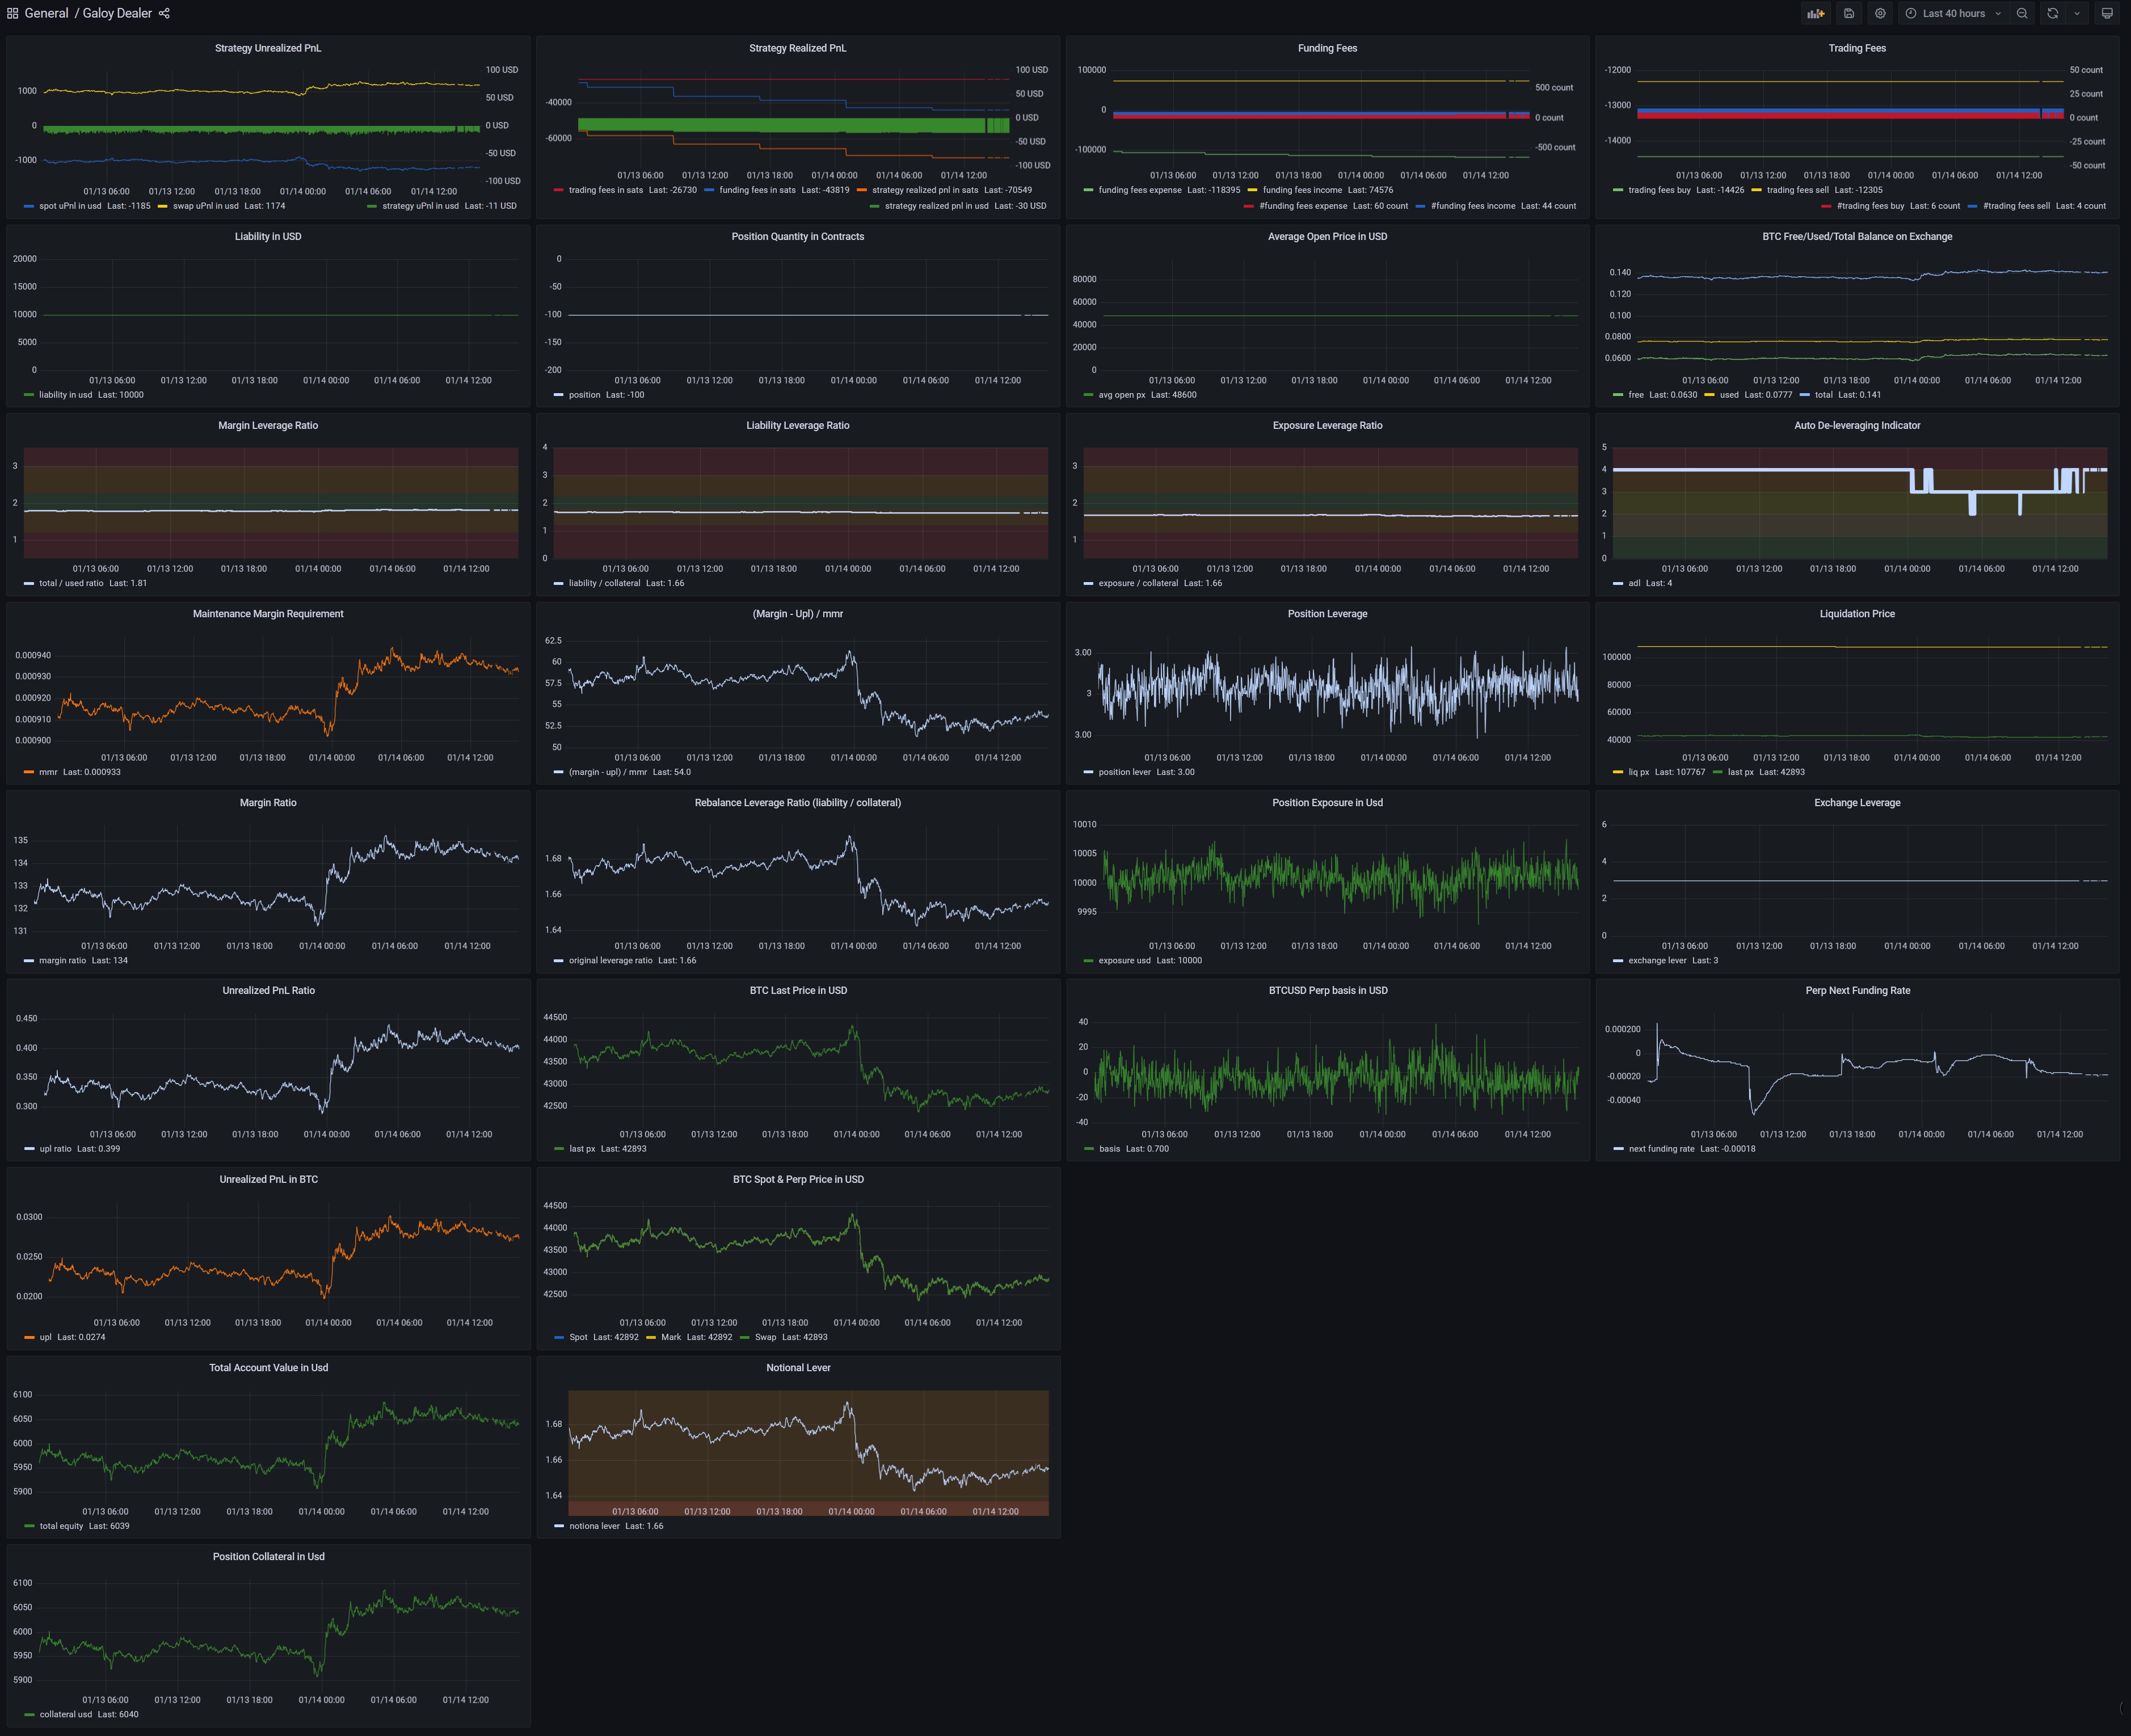 General / Galoy Dealer
Last 40 hours
Strategy Unrealized PnL
1000
0
-1000
100 USD
50 USD
0 USD
-50 USD
-100 USD
01/13 06:00 01/13 12:00 01/13 18:00 01/14 00:00 01/14 06:00 01/14 12:00
spot uPnl in usd Last: -1185 swap uPnl in usd Last: 1174 strategy uPnl in usd Last: -11 USD
Strategy Realized PnL
-40000
-60000
100 USD
50 USD
0 USD
-50 USD
-100 USD
01/13 06:00 01/13 12:00 01/13 18:00 01/14 00:00 01/14 06:00 01/14 12:00
trading fees in sats Last: -26730 funding fees in sats Last: -43819 strategy realized pnl in sats Last: -70549
strategy realized pnl in usd Last: -30 USD
Funding Fees
100000
0
-100000
500 count
0 count
-500 count
01/13 06:00 01/13 12:00 01/13 18:00 01/14 00:00 01/14 06:00 01/14 12:00
funding fees expense Last: -118395 funding fees income Last: 74576
#funding fees expense Last: 60 count #funding fees income Last: 44 count
Trading Fees
-12000
-13000
-14000
50 count
25 count
0 count
-25 count
-50 count
01/13 06:00 01/13 12:00 01/13 18:00 01/14 00:00 01/14 06:00 01/14 12:00
trading fees buy Last: -14426 trading fees sell Last: -12305
#trading fees buy Last: 6 count #trading fees sell Last: 4 count
Liability in USD
20000
15000
10000
5000
0
01/13 06:00 01/13 12:00 01/13 18:00 01/14 00:00 01/14 06:00 01/14 12:00
liability in usd Last: 10000
Position Quantity in Contracts
0
-50
-100
-150
-200
01/13 06:00 01/13 12:00 01/13 18:00 01/14 00:00 01/14 06:00 01/14 12:00
position Last: -100
Average Open Price in USD
80000
60000
40000
20000
0
01/13 06:00 01/13 12:00 01/13 18:00 01/14 00:00 01/14 06:00 01/14 12:00
avg open px Last: 48600
BTC Free/Used/Total Balance on Exchange
0.140
0.120
0.100
0.0800
0.0600
01/13 06:00 01/13 12:00 01/13 18:00 01/14 00:00 01/14 06:00 01/14 12:00
free Last: 0.0630 used Last: 0.0777 total Last: 0.141
Margin Leverage Ratio
3
2
1
01/13 06:00 01/13 12:00 01/13 18:00 01/14 00:00 01/14 06:00 01/14 12:00
total / used ratio Last: 1.81
Liability Leverage Ratio
4
3
2
1
0
01/13 06:00 01/13 12:00 01/13 18:00 01/14 00:00 01/14 06:00 01/14 12:00
liability / collateral Last: 1.66
Exposure Leverage Ratio
3
2
1
01/13 06:00 01/13 12:00 01/13 18:00 01/14 00:00 01/14 06:00 01/14 12:00
exposure / collateral Last: 1.66
Auto De-leveraging Indicator
5
4
3
2
1
0
01/13 06:00 01/13 12:00 01/13 18:00 01/14 00:00 01/14 06:00 01/14 12:00
adl Last: 4
Maintenance Margin Requirement
0.000940
0.000930
0.000920
0.000910
0.000900
01/13 06:00 01/13 12:00 01/13 18:00 01/14 00:00 01/14 06:00 01/14 12:00
mmr Last: 0.000933
(Margin - Upl) / mmr
62.5
60
57.5
55
52.5
50
01/13 06:00 01/13 12:00 01/13 18:00 01/14 00:00 01/14 06:00 01/14 12:00
(margin - upl) / mmr Last: 54.0
Position Leverage
3.00
3
3.00
01/13 06:00 01/13 12:00 01/13 18:00 01/14 00:00 01/14 06:00 01/14 12:00
position lever Last: 3.00
Liquidation Price
100000
80000
60000
40000
01/13 06:00 01/13 12:00 01/13 18:00 01/14 00:00 01/14 06:00 01/14 12:00
liq px Last: 107767 last px Last: 42893
Margin Ratio
135
134
133
132
131
01/13 06:00 01/13 12:00 01/13 18:00 01/14 00:00 01/14 06:00 01/14 12:00
margin ratio Last: 134
Rebalance Leverage Ratio (liability / collateral)
1.68
1.66
1.64
01/13 06:00 01/13 12:00 01/13 18:00 01/14 00:00 01/14 06:00 01/14 12:00
original leverage ratio Last: 1.66
Position Exposure in Usd
10010
10005
10000
9995
01/13 06:00 01/13 12:00 01/13 18:00 01/14 00:00 01/14 06:00 01/14 12:00
exposure usd Last: 10000
Exchange Leverage
6
4
2
0
01/13 06:00 01/13 12:00 01/13 18:00 01/14 00:00 01/14 06:00 01/14 12:00
exchange lever Last: 3
Unrealized PnL Ratio
0.450
0.400
0.350
0.300
01/13 06:00 01/13 12:00 01/13 18:00 01/14 00:00 01/14 06:00 01/14 12:00
upl ratio Last: 0.399
BTC Last Price in USD
44500
44000
43500
43000
42500
01/13 06:00 01/13 12:00 01/13 18:00 01/14 00:00 01/14 06:00 01/14 12:00
last px Last: 42893
BTCUSD Perp basis in USD
40
20
0
-20
-40
01/13 06:00 01/13 12:00 01/13 18:00 01/14 00:00 01/14 06:00 01/14 12:00
basis Last: 0.700
Perp Next Funding Rate
0.000200
0
-0.00020
-0.00040
01/13 06:00 01/13 12:00 01/13 18:00 01/14 00:00 01/14 06:00 01/14 12:00
next funding rate Last: -0.00018
Unrealized PnL in BTC
0.0300
0.0250
0.0200
01/13 06:00 01/13 12:00 01/13 18:00 01/14 00:00 01/14 06:00 01/14 12:00
upl Last: 0.0274
BTC Spot & Perp Price in USD
44500
44000
43500
43000
42500
01/13 06:00 01/13 12:00 01/13 18:00 01/14 00:00 01/14 06:00 01/14 12:00
Spot Last: 42892 Mark Last: 42892 Swap Last: 42893
Total Account Value in Usd
6100
6050
6000
5950
5900
01/13 06:00 01/13 12:00 01/13 18:00 01/14 00:00 01/14 06:00 01/14 12:00
total equity Last: 6039
Notional Lever
1.68
1.66
1.64
01/13 06:00 01/13 12:00 01/13 18:00 01/14 00:00 01/14 06:00 01/14 12:00
notiona lever Last: 1.66
Position Collateral in Usd
6100
6050
6000
5950
5900
01/13 06:00 01/13 12:00 01/13 18:00 01/14 00:00 01/14 06:00 01/14 12:00
collateral usd Last: 6040